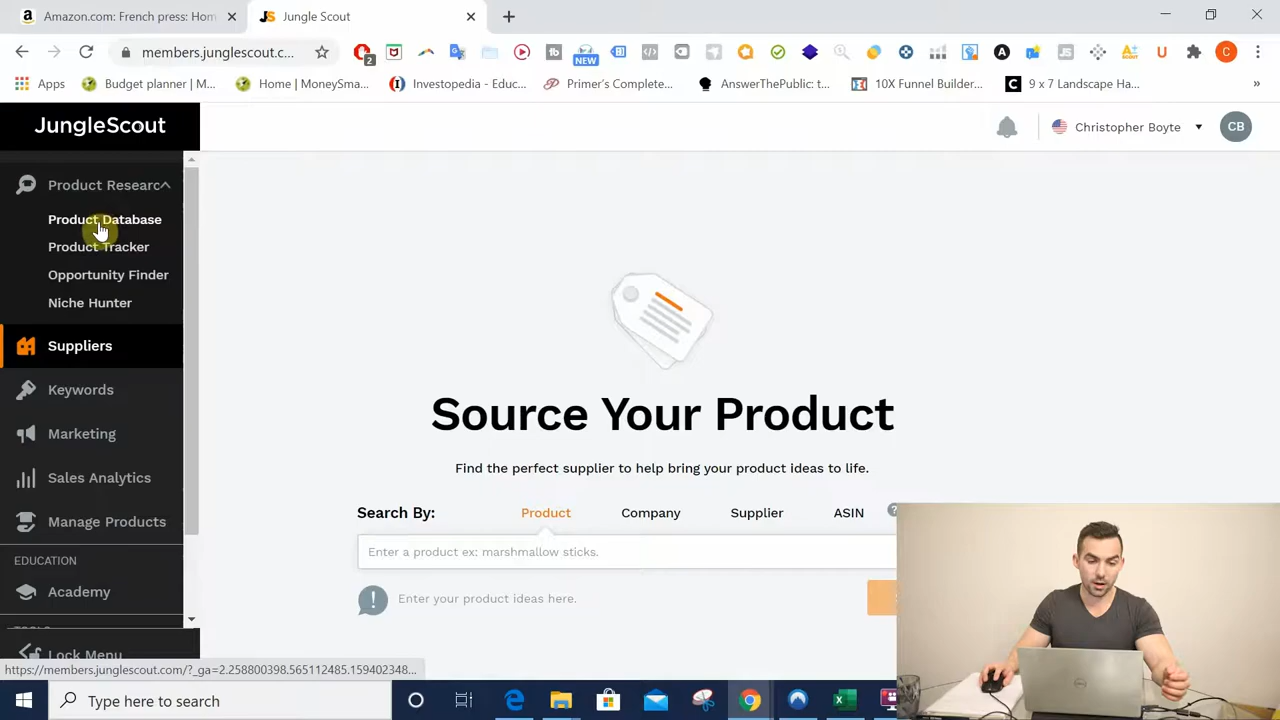 Amazon.com: French press: Hom
Jungle Scout
members.junglescout.c...
2
NEW
C
Apps
Budget planner | M...
Home | MoneySma...
Investopedia - Educ...
Primer's Complete...
AnswerThePublic: t...
10X Funnel Builder...
9 x 7 Landscape Ha...
»
JungleScout
Christopher Boyte
CB
Product Researc
Product Database
Product Tracker
Opportunity Finder
Niche Hunter
Suppliers
Keywords
Marketing
Sales Analytics
Manage Products
EDUCATION
Academy
TOOLS
Lock Menu
Source Your Product
Find the perfect supplier to help bring your product ideas to life.
Search By:
Product
Company
Supplier
ASIN
Enter a product ex: marshmallow sticks.
Enter your product ideas here.
https://members.junglescout.com/?_ga=2.258800398.565112485.159402348...
Type here to search